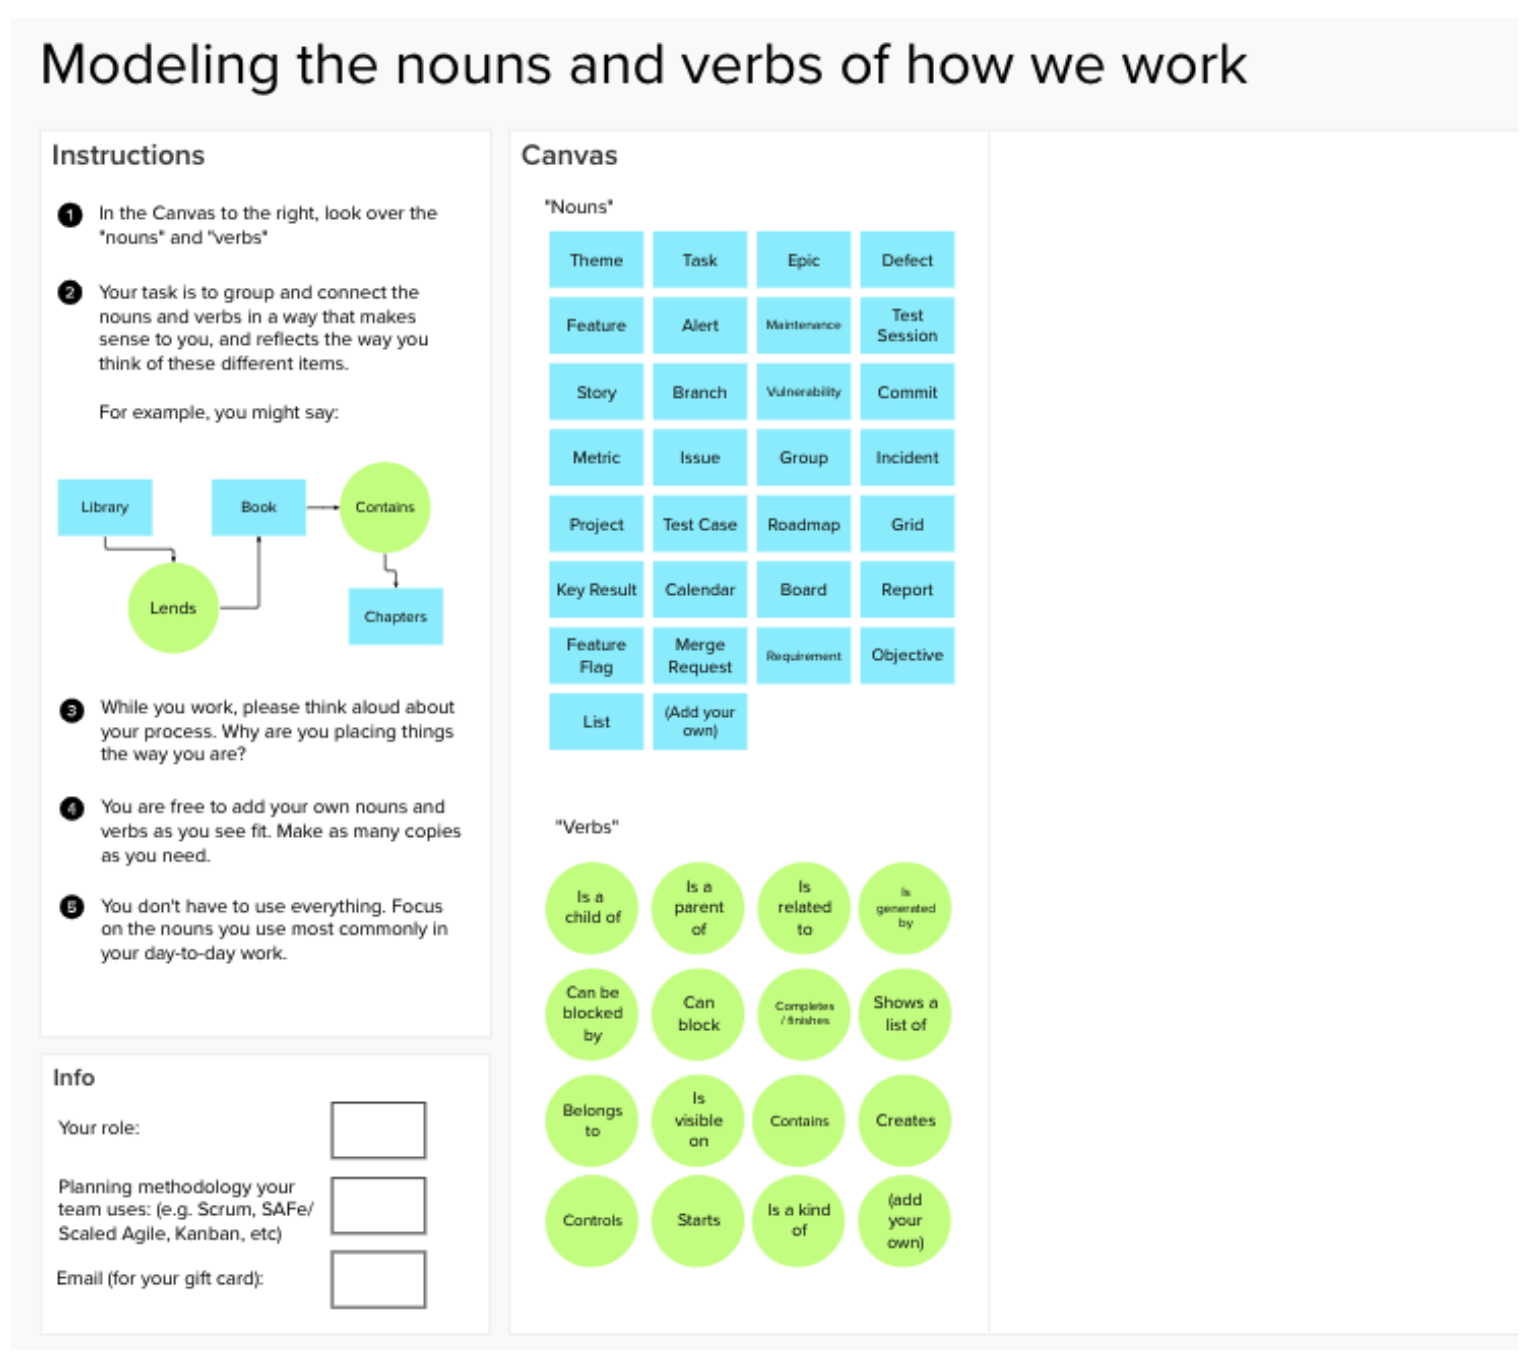 Modeling the nouns and verbs of how we work
Instructions
1
In the Canvas to the right, look over the
"nouns" and "verbs"
2
Your task is to group and connect the
nouns and verbs in a way that makes
sense to you, and reflects the way you
think of these different items.
For example, you might say:
Library
Book
Contains
Lends
Chapters
3
While you work, please think aloud about
your process. Why are you placing things
the way you are?
4
You are free to add your own nouns and
verbs as you see fit. Make as many copies
as you need.
5
You don't have to use everything. Focus
on the nouns you use most commonly in
your day-to-day work.
Info
Your role:
Planning methodology your
team uses: (e.g. Scrum, SAFe/
Scaled Agile, Kanban, etc)
Email (for your gift card):
Canvas
"Nouns"
Theme
Task
Epic
Defect
Feature
Alert
Maintenance
Test
Session
Story
Branch
Vulnerability
Commit
Metric
Issue
Group
Incident
Project
Test Case
Roadmap
Grid
Key Result
Calendar
Board
Report
Feature
Flag
Merge
Request
Requirement
Objective
List
(Add your
own)
"Verbs"
Is a
child of
Is a
parent
of
Is
related
to
Is
generated
by
Can be
blocked
by
Can
block
Completes
/ finishes
Shows a
list of
Belongs
to
Is
visible
on
Contains
Creates
Controls
Starts
Is a kind
of
(add
your
own)